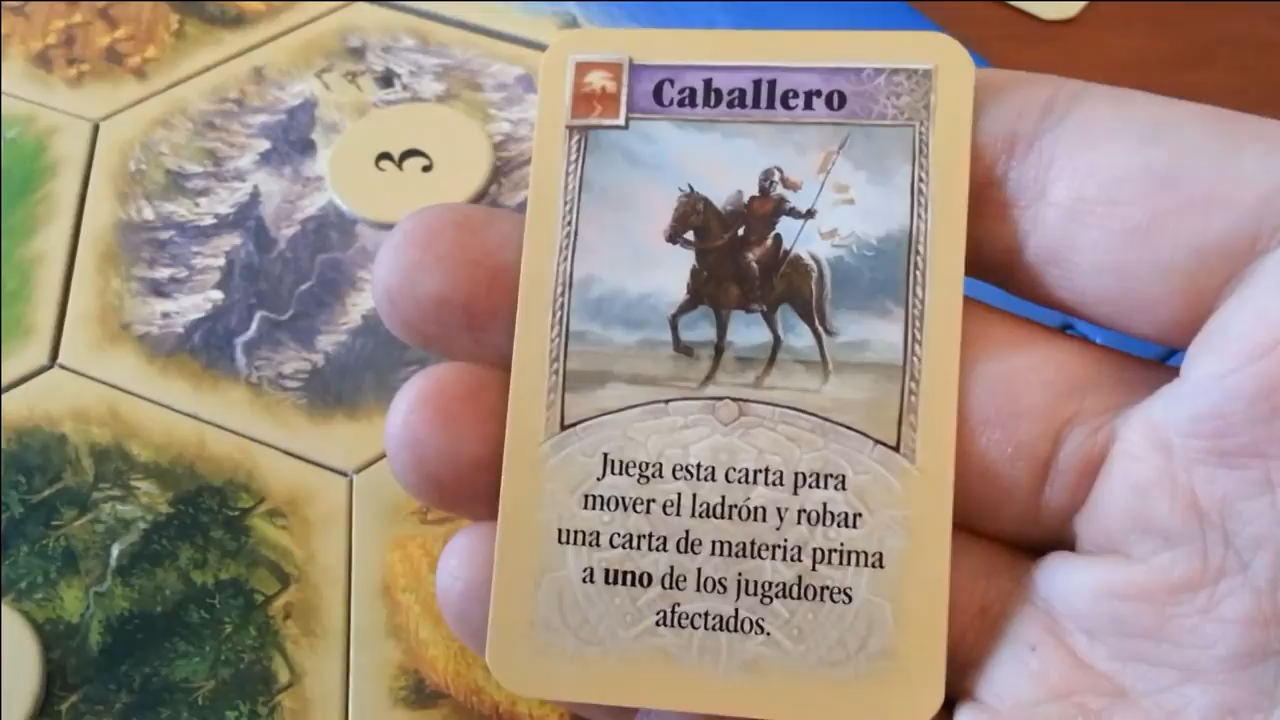 3
Caballero
Juega esta carta para
mover el ladrón y robar
una carta de materia prima
a uno de los jugadores
afectados.